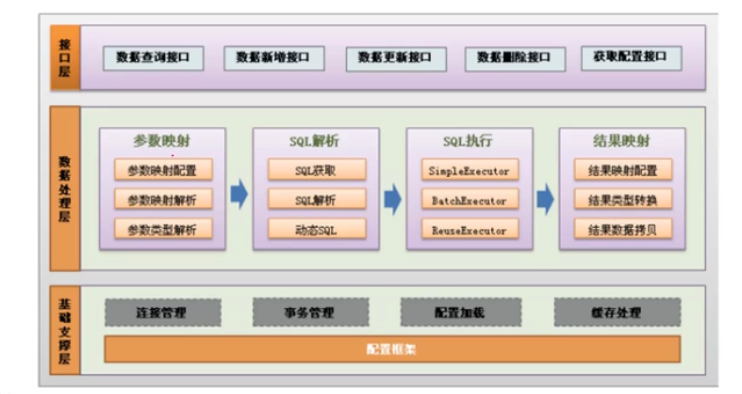 接口层
数据查询接口
数据新增接口
数据更新接口
数据删除接口
获取配置接口
数据处理层
参数映射
参数映射配置
参数映射解析
参数类型解析
SQL解析
SQL获取
SQL解析
动态SQL
SQL执行
SimpleExecutor
BatchExecutor
ReuseExecutor
结果映射
结果映射配置
结果类型转换
结果数据拷贝
基础支撑层
连接管理
事务管理
配置加载
缓存处理
配置框架